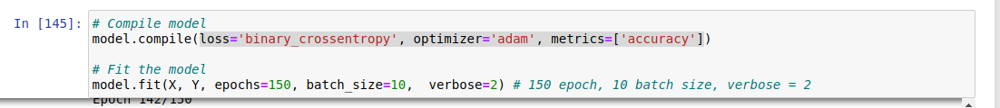 In [145]: # Compile model
model.compile(loss='binary_crossentropy', optimizer='adam', metrics=['accuracy'])
# Fit the model
model.fit(X, Y, epochs=150, batch_size=10,  verbose=2) # 150 epoch, 10 batch size, verbose = 2
Epoch 142/150